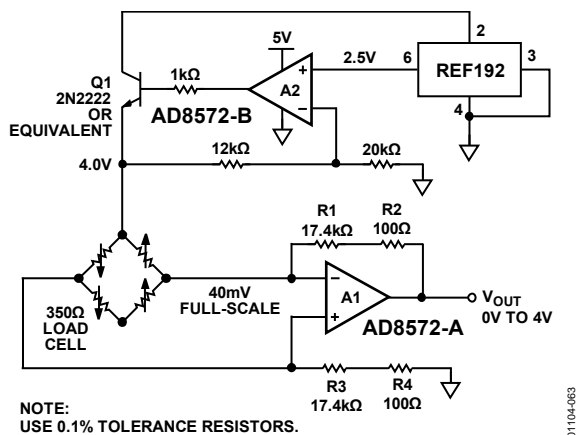 2
5V
Q1
2N2222
OR
EQUIVALENT
1kΩ
A2
+
−
AD8572-B
2.5V
6
REF192
3
4
4.0V
12kΩ
20kΩ
R1
17.4kΩ
R2
100Ω
350Ω
LOAD
CELL
40mV
FULL-SCALE
−
+
A1
AD8572-A
VOUT
0V TO 4V
R3
17.4kΩ
R4
100Ω
NOTE:
USE 0.1% TOLERANCE RESISTORS.
01104-063